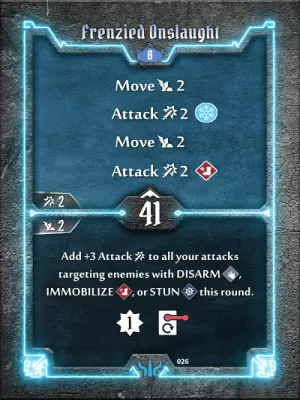 Frenzied Onslaught
8
Move 2
Attack 2
Move 2
Attack 2
2
41
2
Add +3 Attack to all your attacks
targeting enemies with DISARM ,
IMMOBILIZE , or STUN this round.
1
026